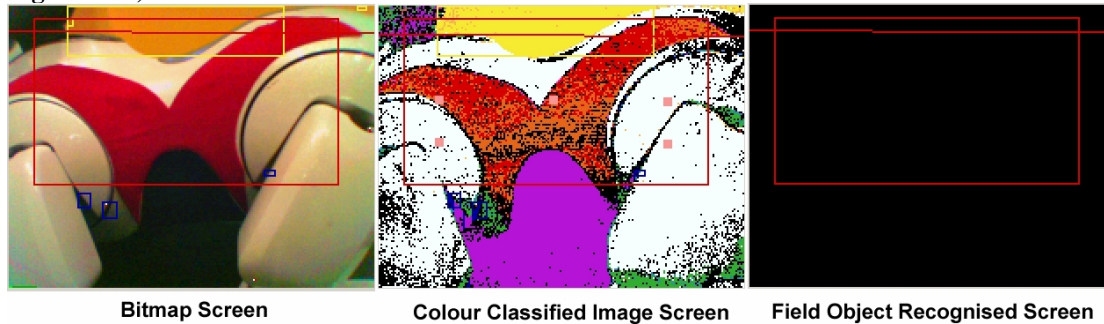 Bitmap Screen
Colour Classified Image Screen
Field Object Recognised Screen